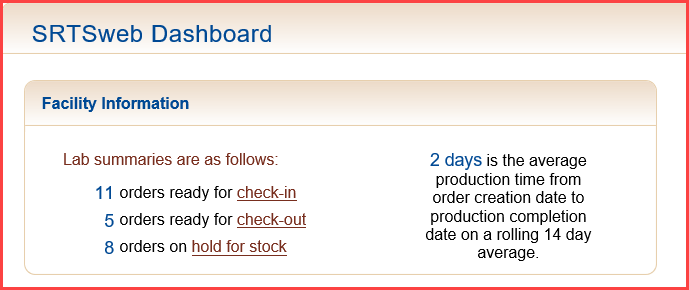 SRTSweb Dashboard
Facility Information
Lab summaries are as follows:
11 orders ready for check-in
5 orders ready for check-out
8 orders on hold for stock
2 days is the average
production time from
order creation date to
production completion
date on a rolling 14 day
average.